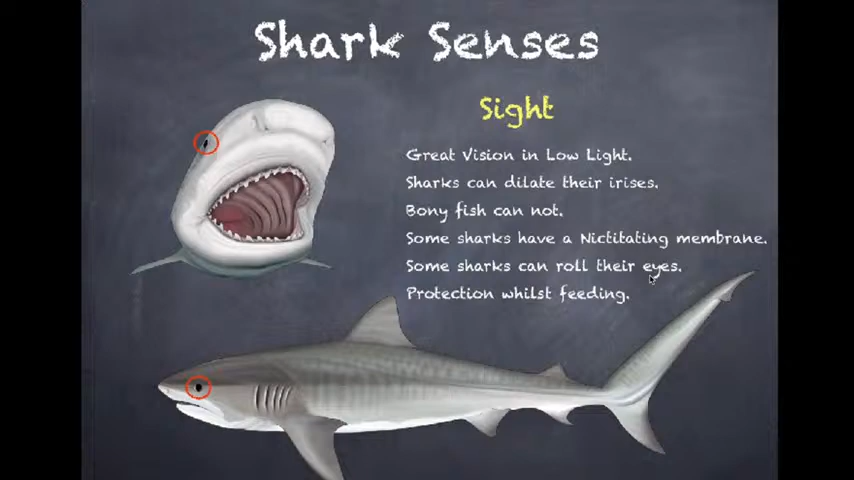 Shark Senses
Sight
Great Vision in Low Light.
Sharks can dilate their irises.
Bony fish can not.
Some sharks have a Nictitating membrane.
Some sharks can roll their eyes.
Protection whilst feeding.